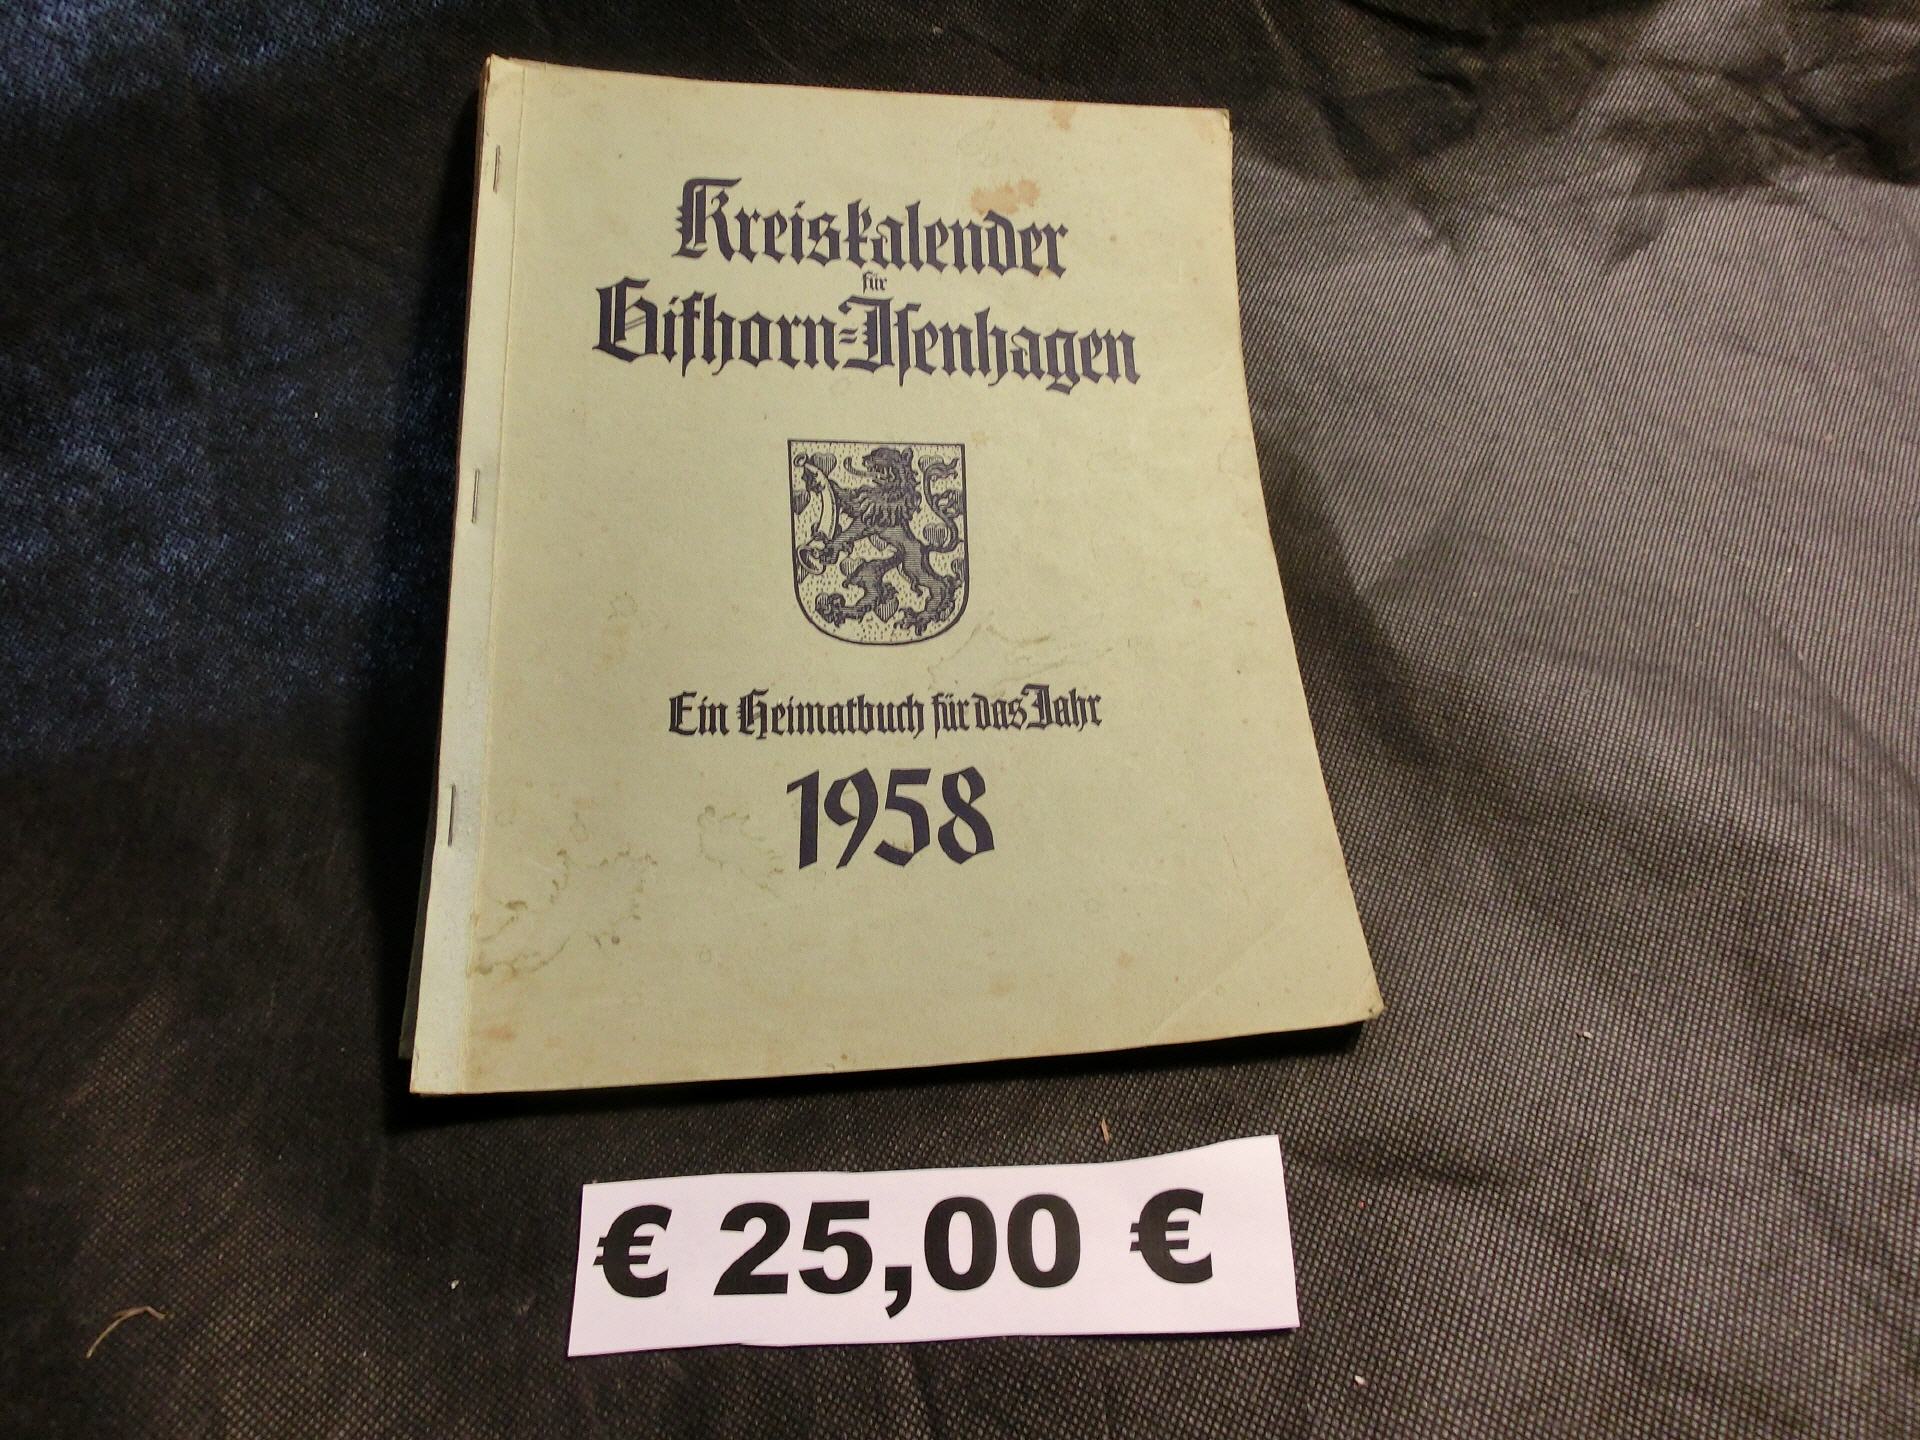 Kreiskalender
für
Gifhorn=Isenhagen
Ein Heimatbuch für das Jahr
1958
€ 25,00 €